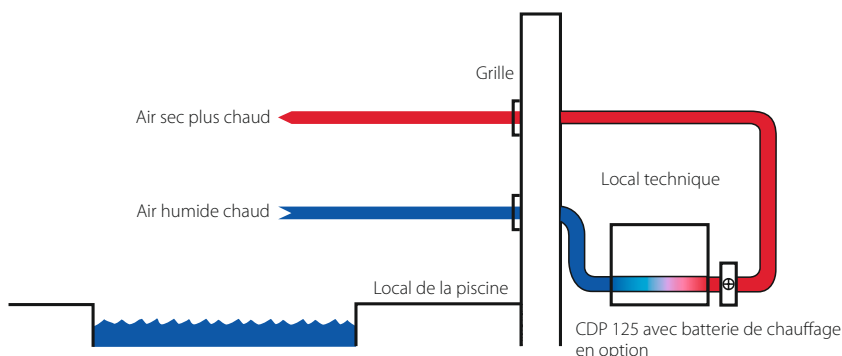 Grille
Air sec plus chaud
Local technique
Air humide chaud
Local de la piscine
CDP 125 avec batterie de chauffage
en option